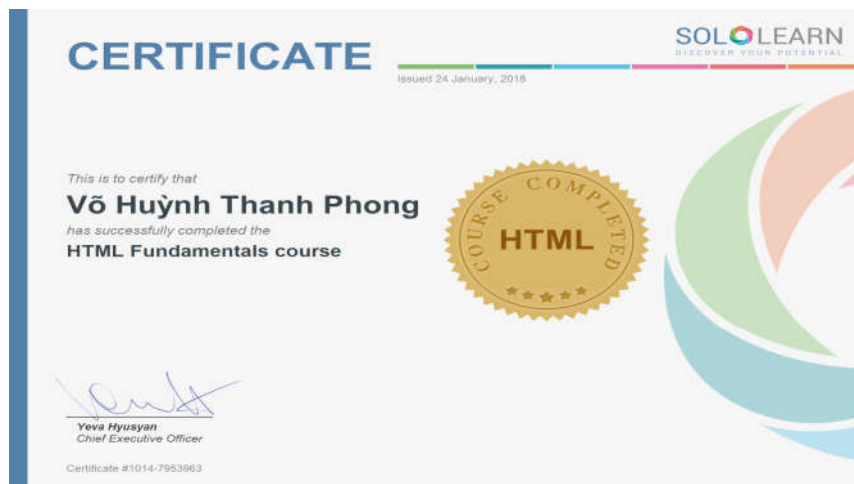 CERTIFICATE
SOLOLEARN
DISCOVER YOUR POTENTIAL
Issued 24 January, 2018
This is to certify that
Võ Huỳnh Thanh Phong
has successfully completed the
HTML Fundamentals course
COURSE COMPLETED
HTML
Yeva Hyusyan
Chief Executive Officer
Certificate #1014-7953963